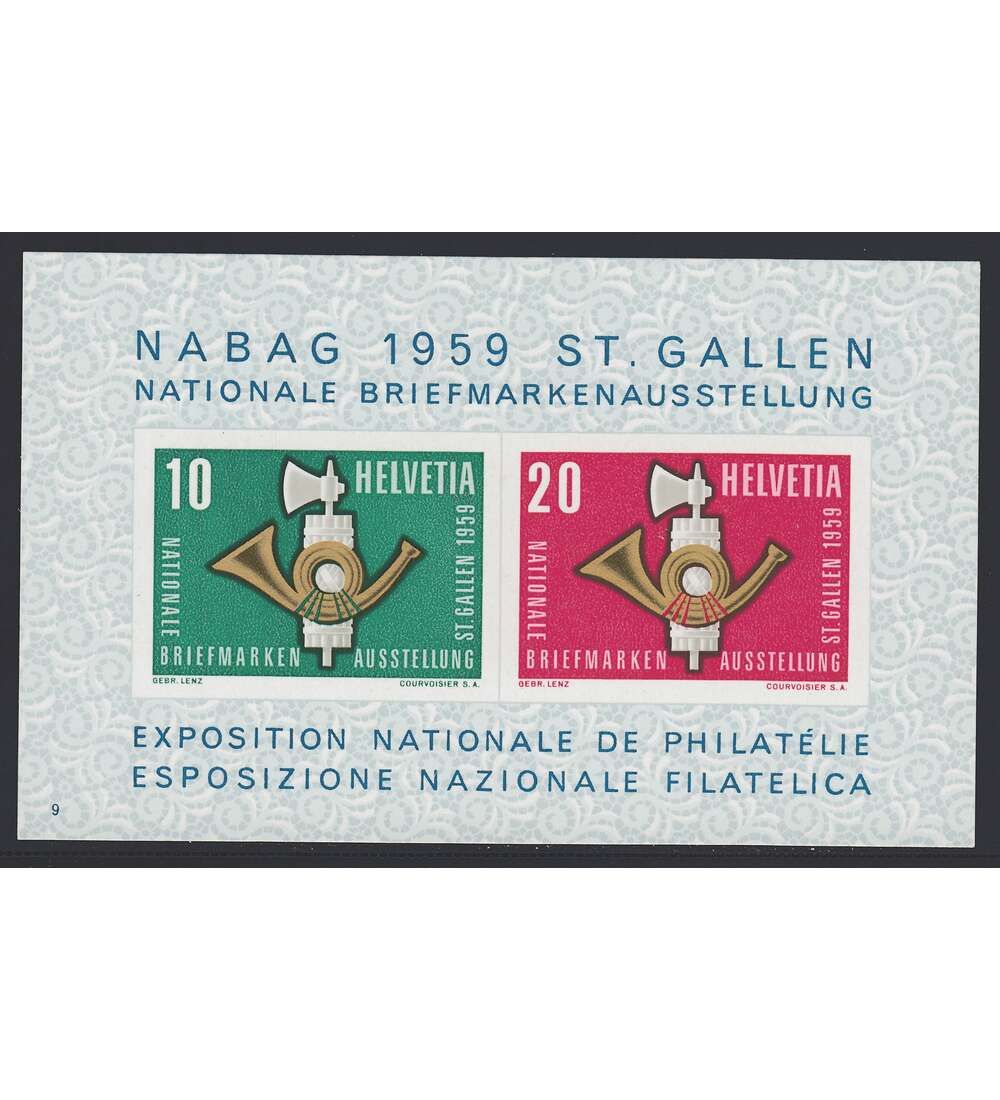 NABAG 1959 ST. GALLEN
NATIONALE BRIEFMARKENAUSSTELLUNG
10 HELVETIA
NATIONALE
BRIEFMARKEN AUSSTELLUNG
ST. GALLEN 1959
GEBR. LENZ COURVOISIER S.A.
20 HELVETIA
NATIONALE
BRIEFMARKEN AUSSTELLUNG
ST. GALLEN 1959
GEBR. LENZ COURVOISIER S.A.
EXPOSITION NATIONALE DE PHILATÉLIE
ESPOSIZIONE NAZIONALE FILATELICA
9